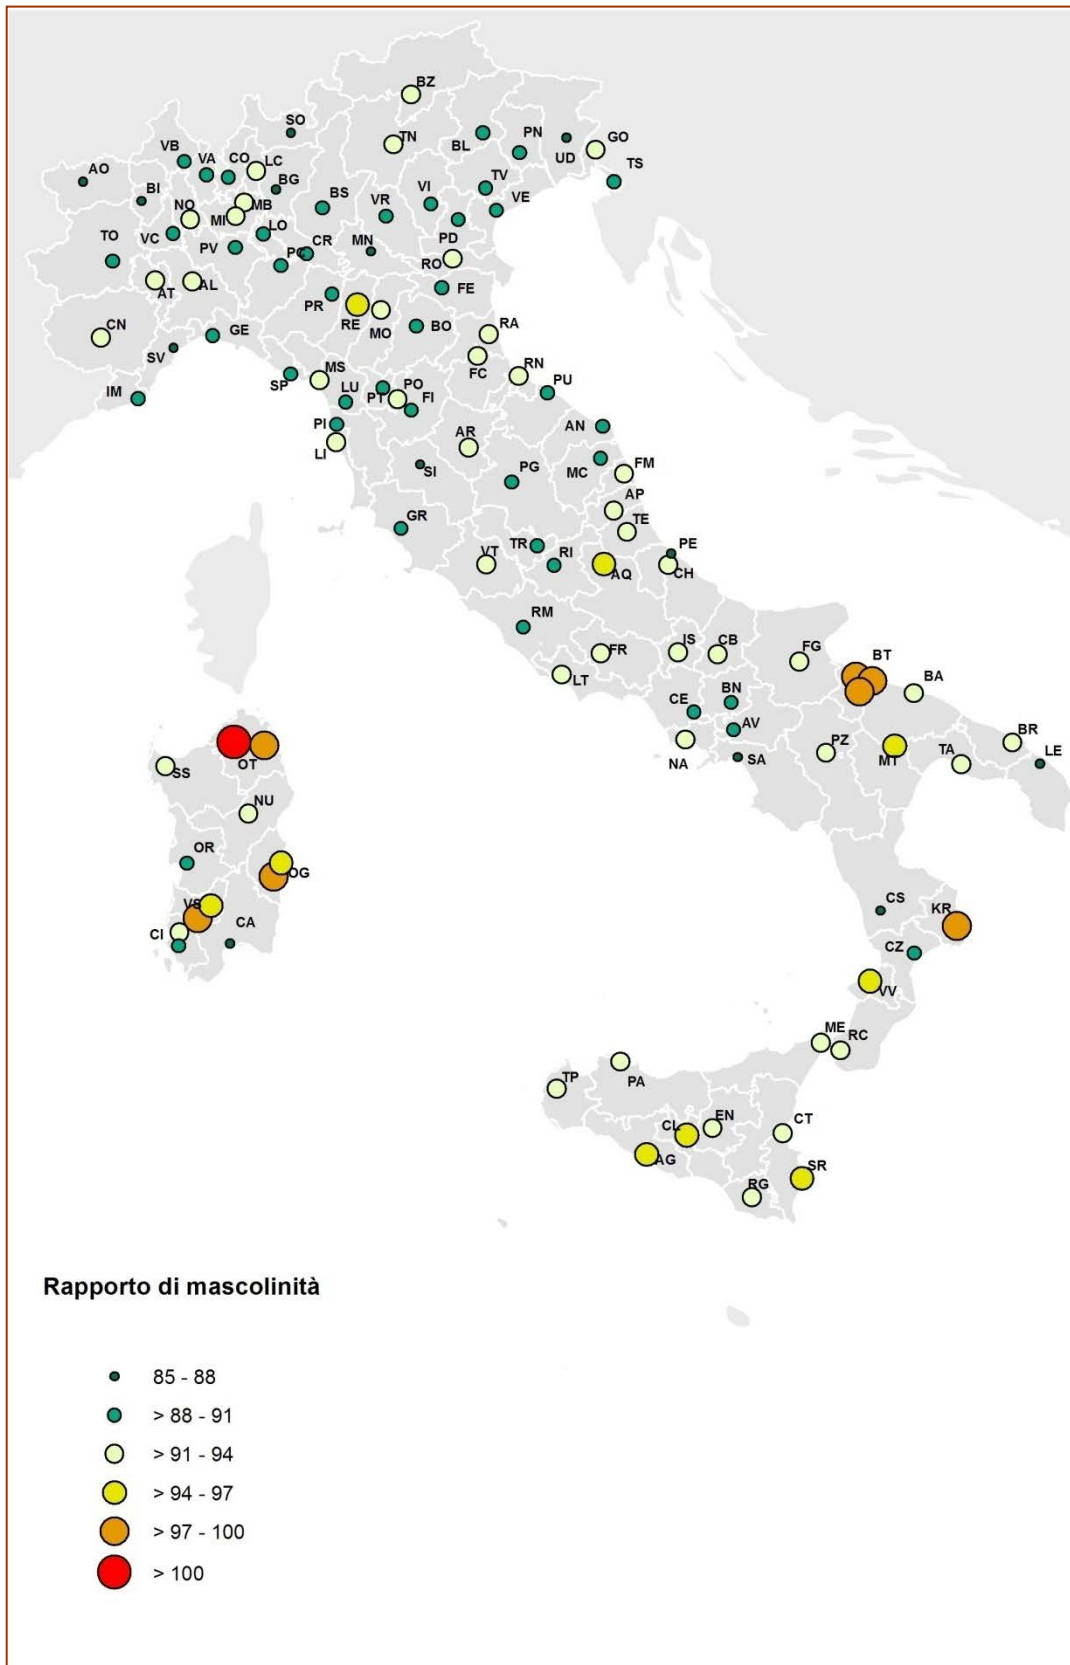 BZ
SO
TN
BL
PN
UD
GO
TS
VB
VA
CO
LC
AO
BI
BG
BS
VI
TV
VE
VR
NO
MB
MI
LO
TO
VC
PV
CR
MN
PD
PC
RO
AT
AL
PR
FE
RE
MO
BO
RA
CN
GE
SV
FC
RN
MS
SP
LU
PT
PO
FI
PU
IM
PI
AN
LI
AR
SI
PG
MC
FM
GR
AP
TE
TR
RI
VT
AQ
PE
CH
RM
FR
IS
CB
FG
BT
BA
LT
CE
BN
AV
NA
SA
PZ
MT
TA
BR
LE
OT
SS
NU
OR
OG
VS
CI
CA
CS
KR
CZ
VV
ME
RC
TP
PA
CL
EN
CT
AG
SR
RG
Rapporto di mascolinità
85 - 88
> 88 - 91
> 91 - 94
> 94 - 97
> 97 - 100
> 100